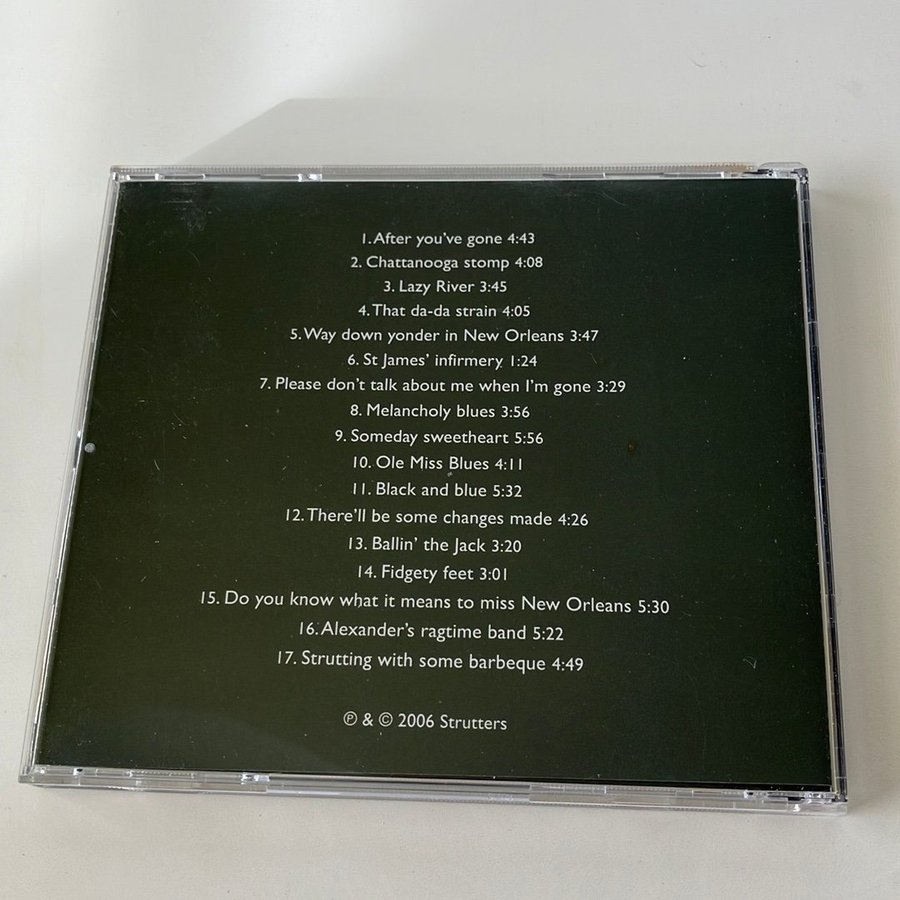 1. After you've gone 4:43
2. Chattanooga stomp 4:08
3. Lazy River 3:45
4. That da-da strain 4:05
5. Way down yonder in New Orleans 3:47
6. St James' infirmery 1:24
7. Please don't talk about me when I'm gone 3:29
8. Melancholy blues 3:56
9. Someday sweetheart 5:56
10. Ole Miss Blues 4:11
11. Black and blue 5:32
12. There'll be some changes made 4:26
13. Ballin' the Jack 3:20
14. Fidgety feet 3:01
15. Do you know what it means to miss New Orleans 5:30
16. Alexander's ragtime band 5:22
17. Strutting with some barbeque 4:49
℗ & © 2006 Strutters